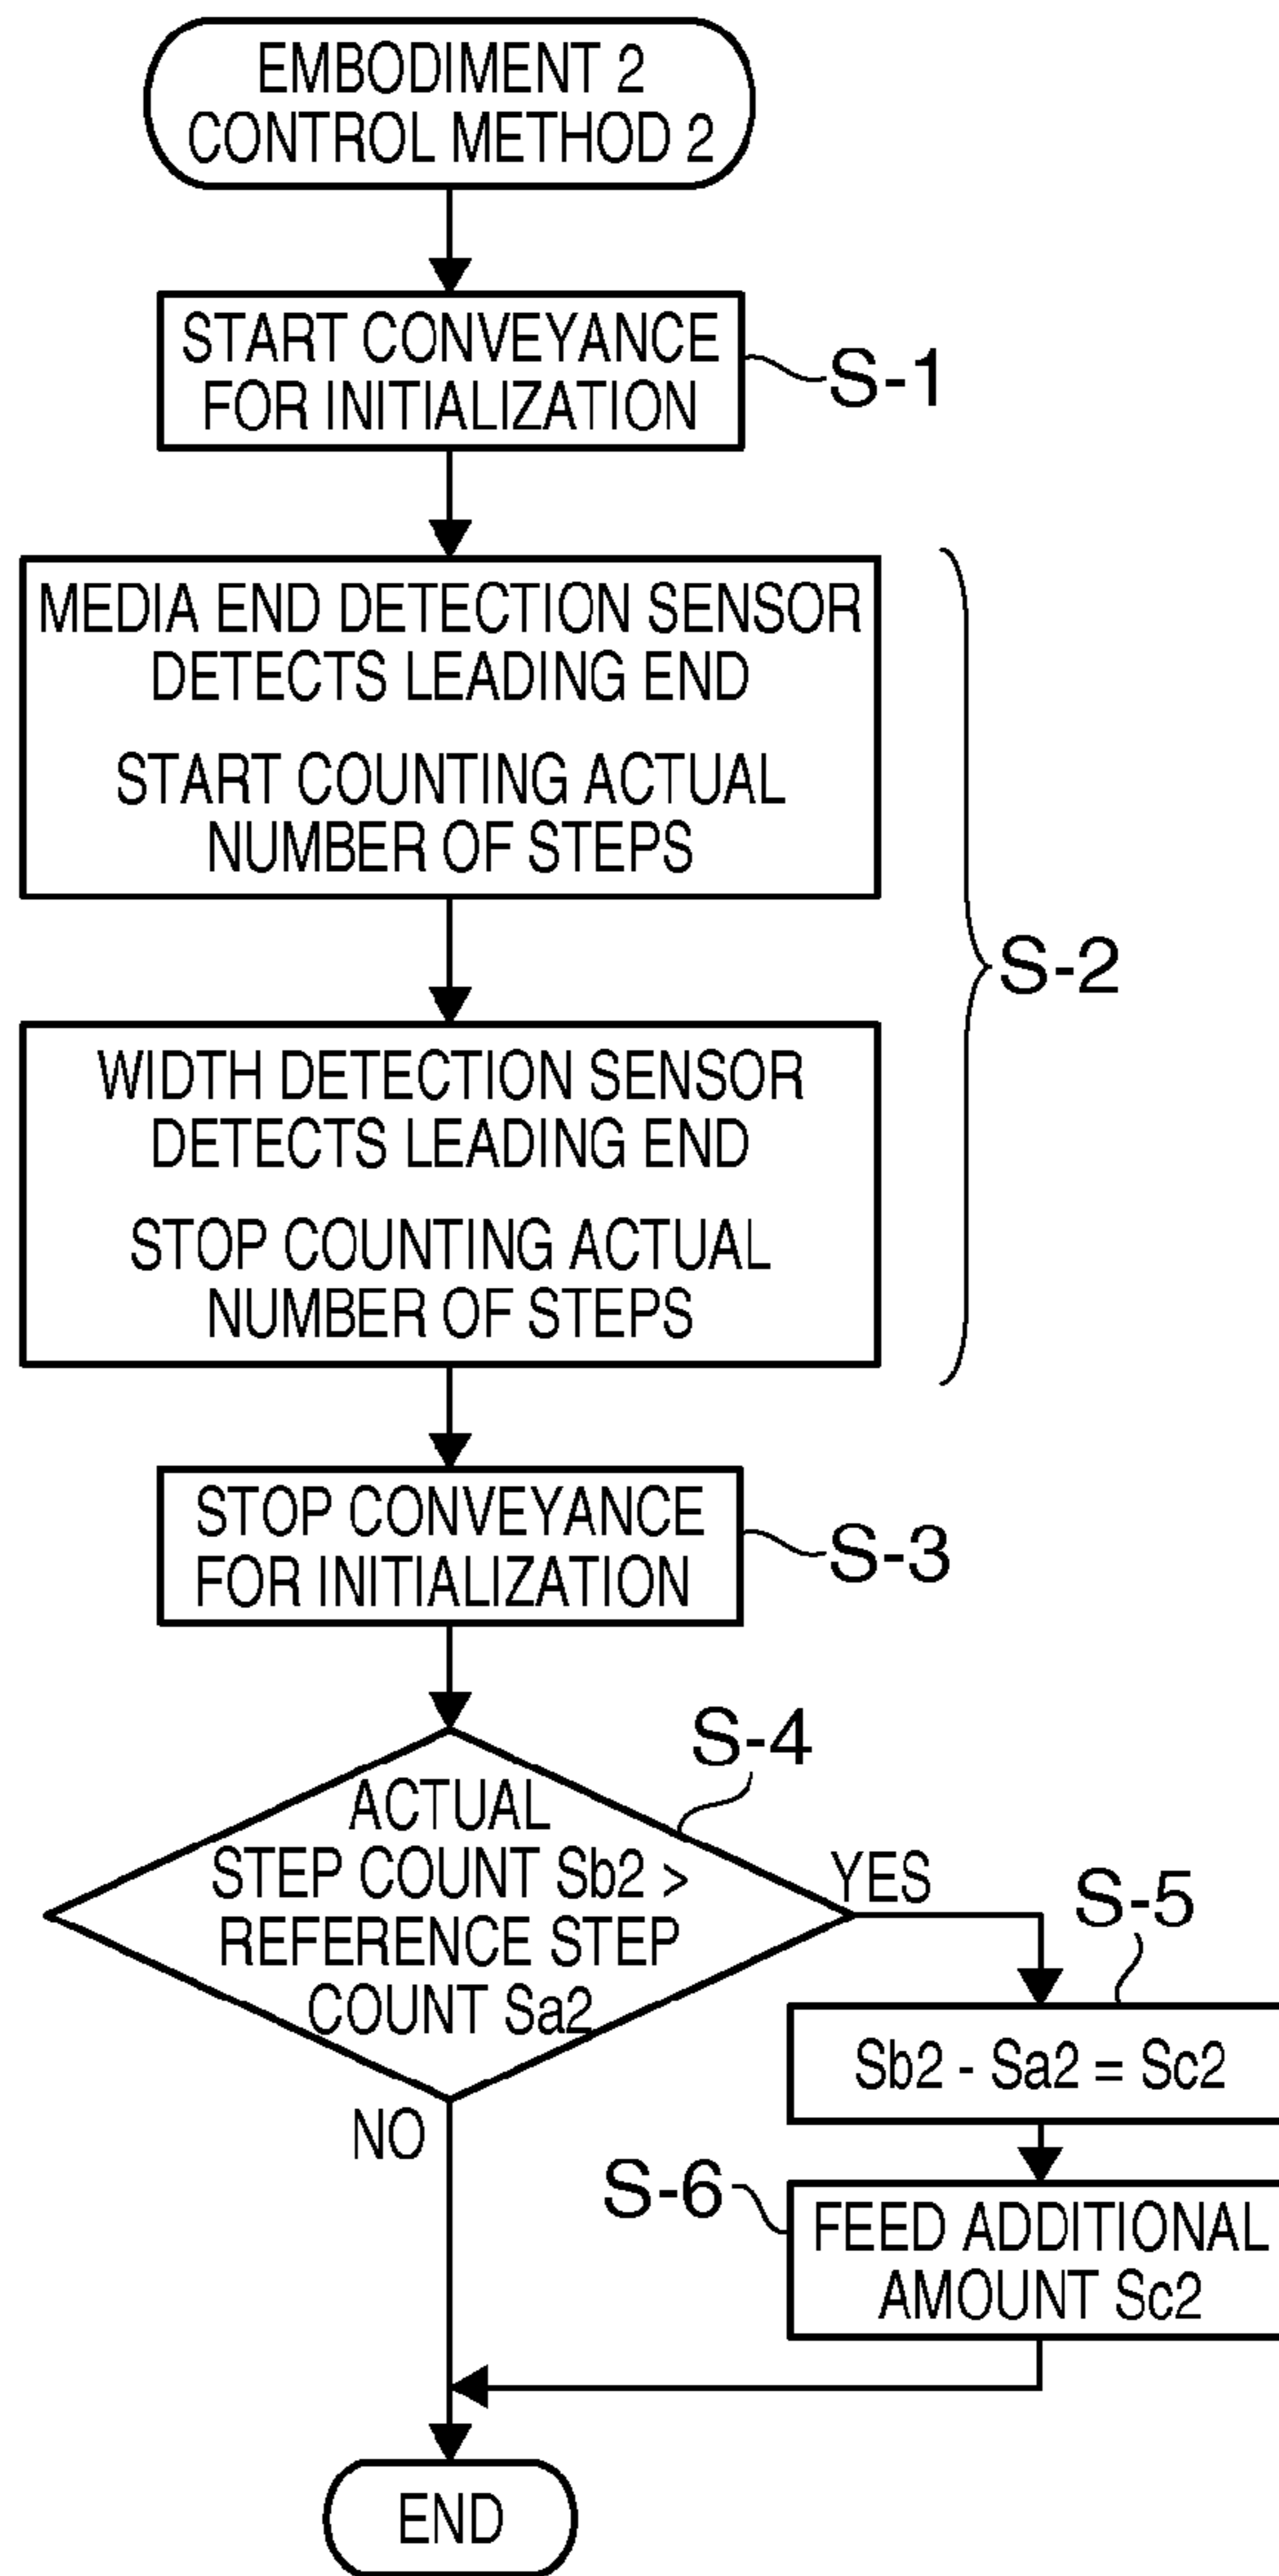 EMBODIMENT 2
CONTROL METHOD 2
START CONVEYANCE
FOR INITIALIZATION
S-1
MEDIA END DETECTION SENSOR
DETECTS LEADING END
START COUNTING ACTUAL
NUMBER OF STEPS
S-2
WIDTH DETECTION SENSOR
DETECTS LEADING END
STOP COUNTING ACTUAL
NUMBER OF STEPS
STOP CONVEYANCE
FOR INITIALIZATION
S-3
S-4
ACTUAL
STEP COUNT Sb2 >
REFERENCE STEP
COUNT Sa2
YES
S-5
Sb2 - Sa2 = Sc2
NO
S-6
FEED ADDITIONAL
AMOUNT Sc2
END